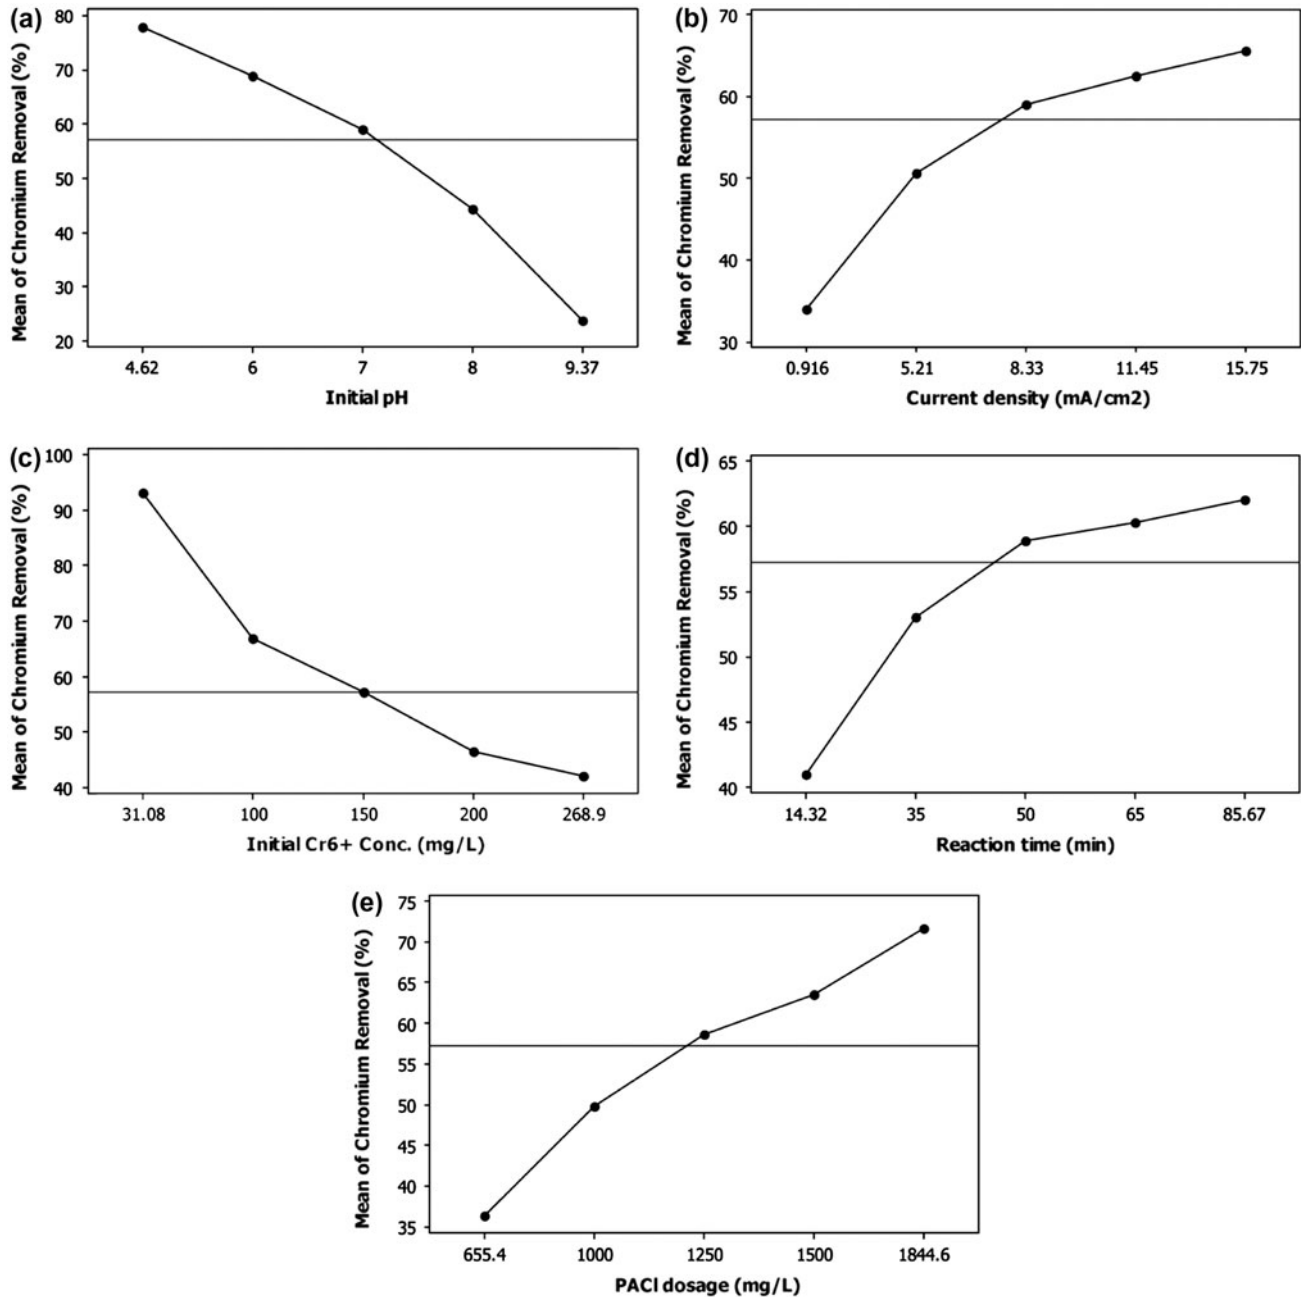 (a)
Mean of Chromium Removal (%)
80
70
60
50
40
30
20
4.62 6 7 8 9.37
Initial pH
(b)
Mean of Chromium Removal (%)
70
60
50
40
30
0.916 5.21 8.33 11.45 15.75
Current density (mA/cm2)
(c)
Mean of Chromium Removal (%)
100
90
80
70
60
50
40
31.08 100 150 200 268.9
Initial Cr6+ Conc. (mg/L)
(d)
Mean of Chromium Removal (%)
65
60
55
50
45
40
14.32 35 50 65 85.67
Reaction time (min)
(e)
Mean of Chromium Removal (%)
75
70
65
60
55
50
45
40
35
655.4 1000 1250 1500 1844.6
PACl dosage (mg/L)